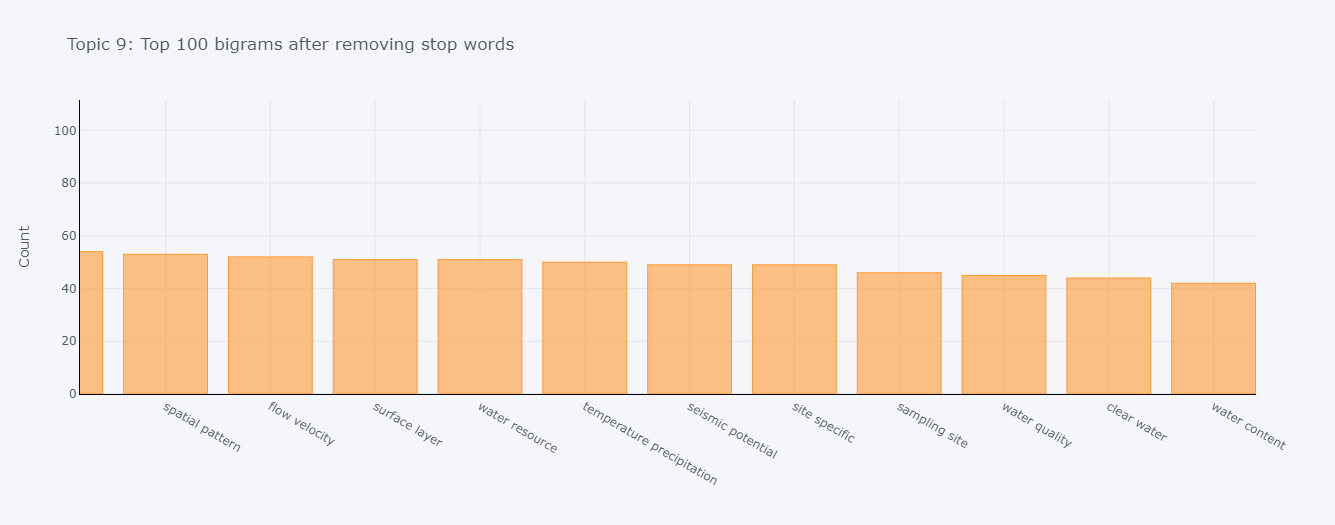 Topic 9: Top 100 bigrams after removing stop words
Count
100
80
60
40
20
0
spatial pattern
flow velocity
surface layer
water resource
temperature precipitation
seismic potential
site specific
sampling site
water quality
clear water
water content